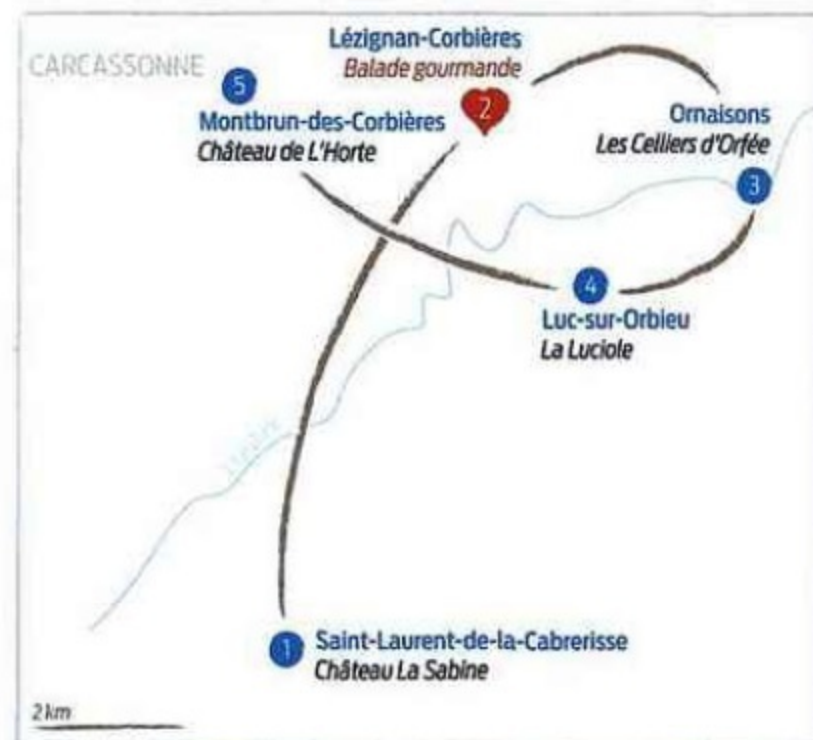 CARCASSONNE
5
Montbrun-des-Corbières
Château de L'Horte
Lézignan-Corbières
Balade gourmande
2
Ornaisons
Les Celliers d'Orfée
3
4
Luc-sur-Orbieu
La Luciole
1
Saint-Laurent-de-la-Cabrerisse
Château La Sabine
2 km